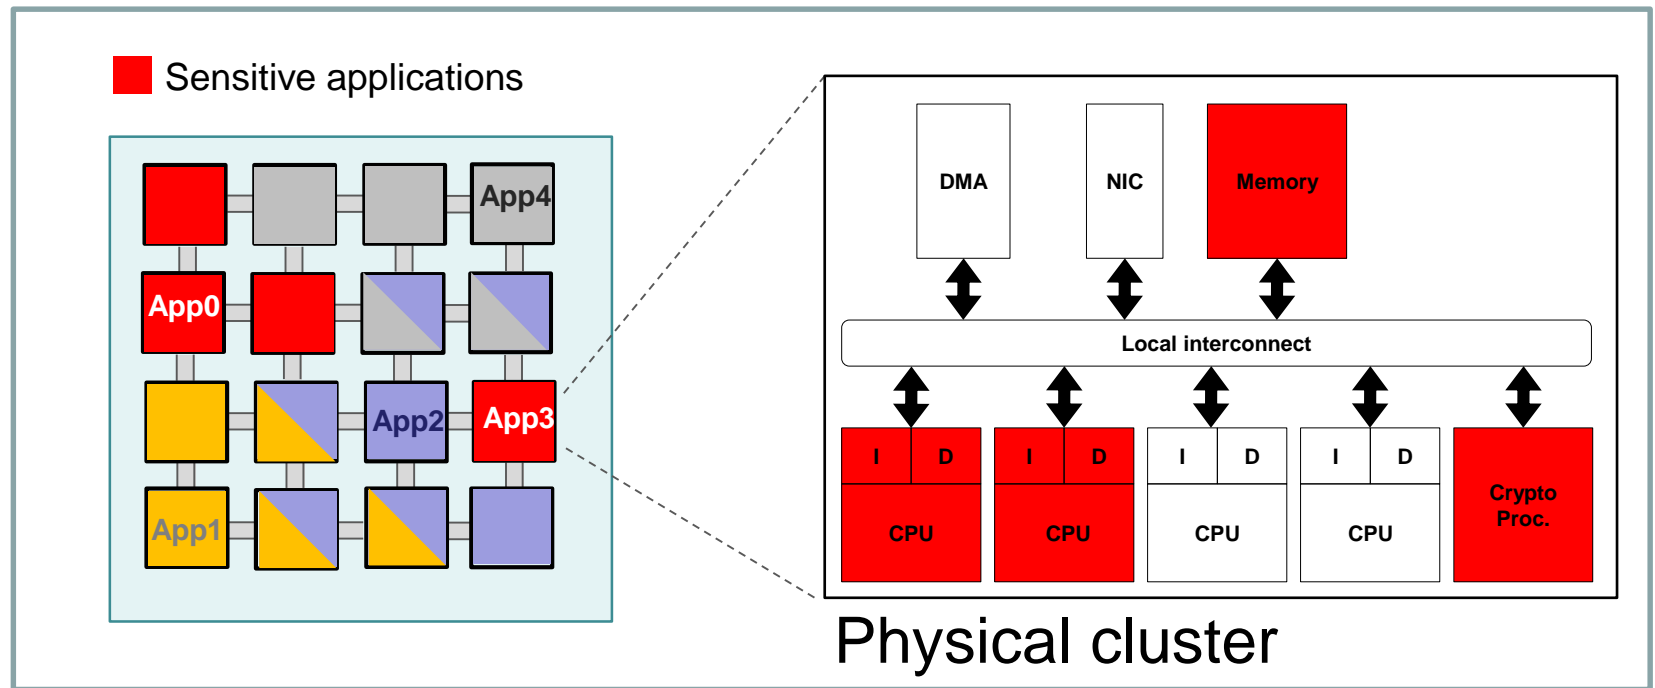 Sensitive applications
App4
App0
App2
App3
App1
DMA
NIC
Memory
Local interconnect
I D I D I D I D
CPU CPU CPU CPU
Crypto
Proc.
Physical cluster